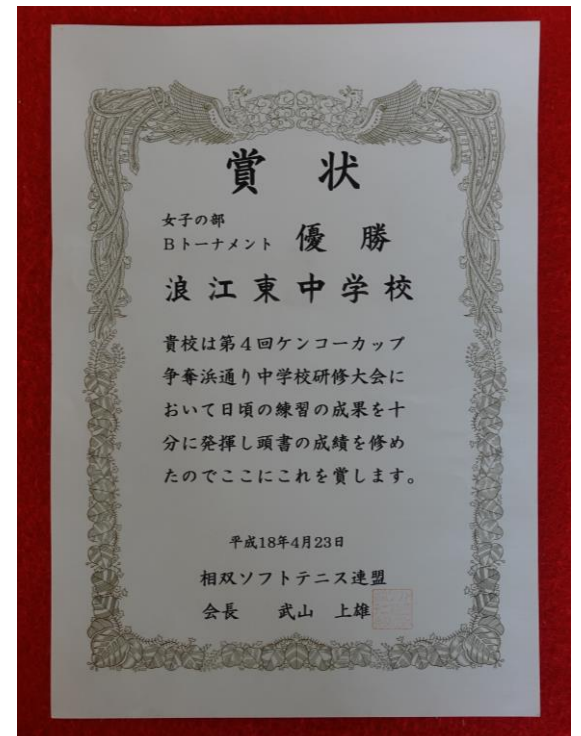 賞状
女子の部
Bトーナメント 優勝
浪江東中学校
貴校は第4回ケンコーカップ
争奪浜通り中学校研修大会に
おいて日頃の練習の成果を十
分に発揮し頭書の成績を修め
たのでここにこれを賞します。
平成18年4月23日
相双ソフトテニス連盟
会長 武山 上雄